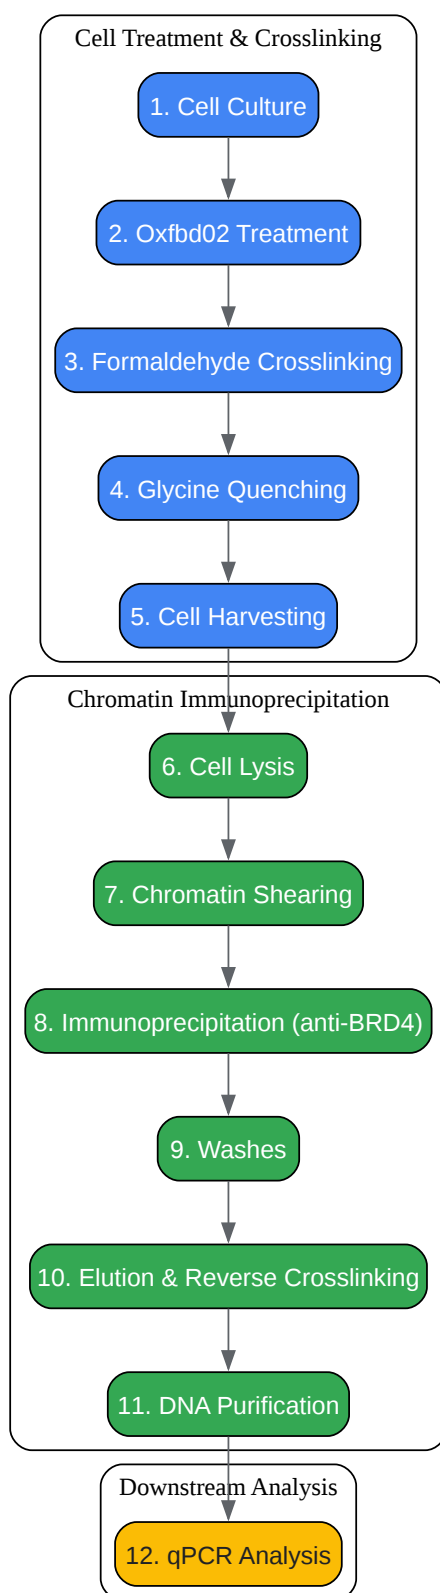 Cell Treatment & Crosslinking
1. Cell Culture
2. Oxfbd02 Treatment
3. Formaldehyde Crosslinking
4. Glycine Quenching
5. Cell Harvesting
Chromatin Immunoprecipitation
6. Cell Lysis
7. Chromatin Shearing
8. Immunoprecipitation (anti-BRD4)
9. Washes
10. Elution & Reverse Crosslinking
11. DNA Purification
Downstream Analysis
12. qPCR Analysis